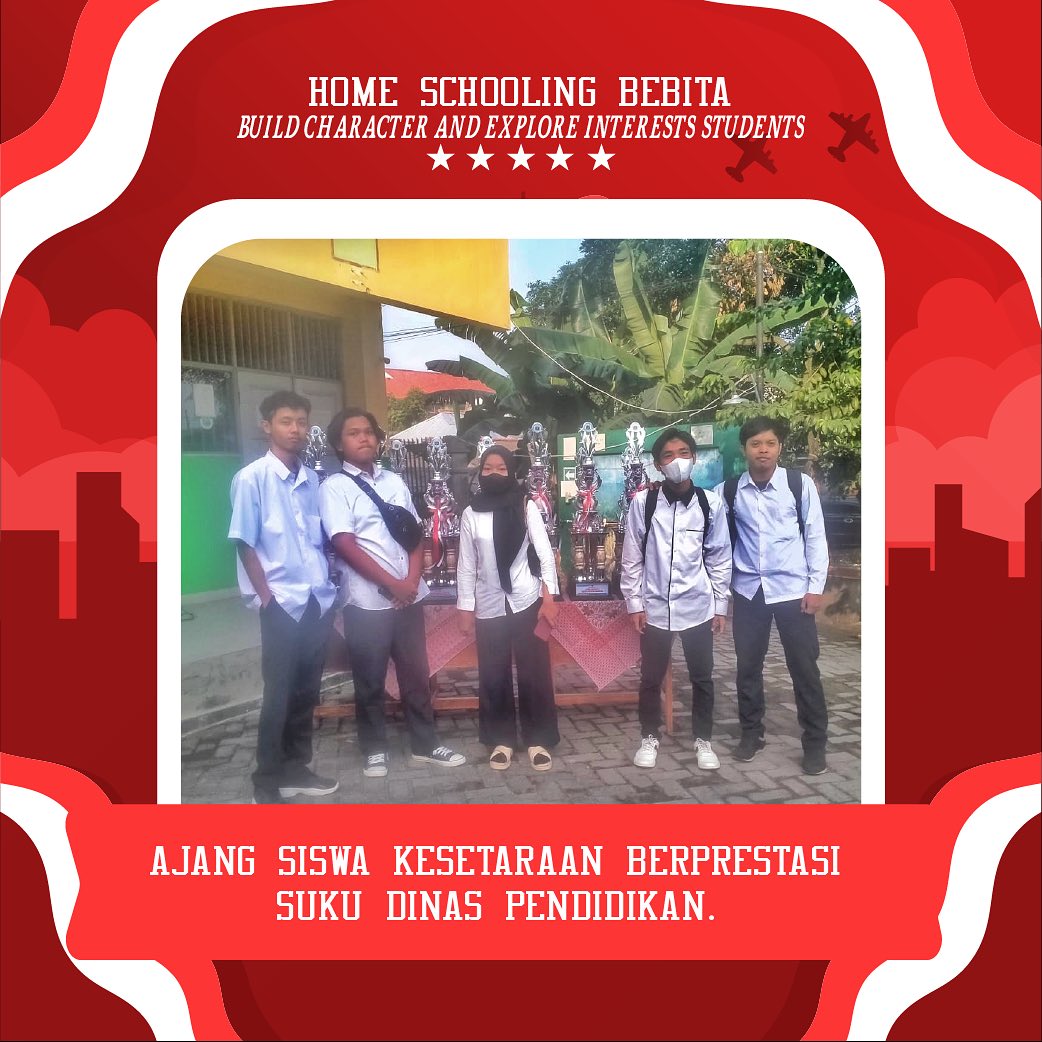 HOME SCHOOLING BEBITA
BUILD CHARACTER AND EXPLORE INTERESTS STUDENTS
AJANG SISWA KESETARAAN BERPRESTASI
SUKU DINAS PENDIDIKAN.